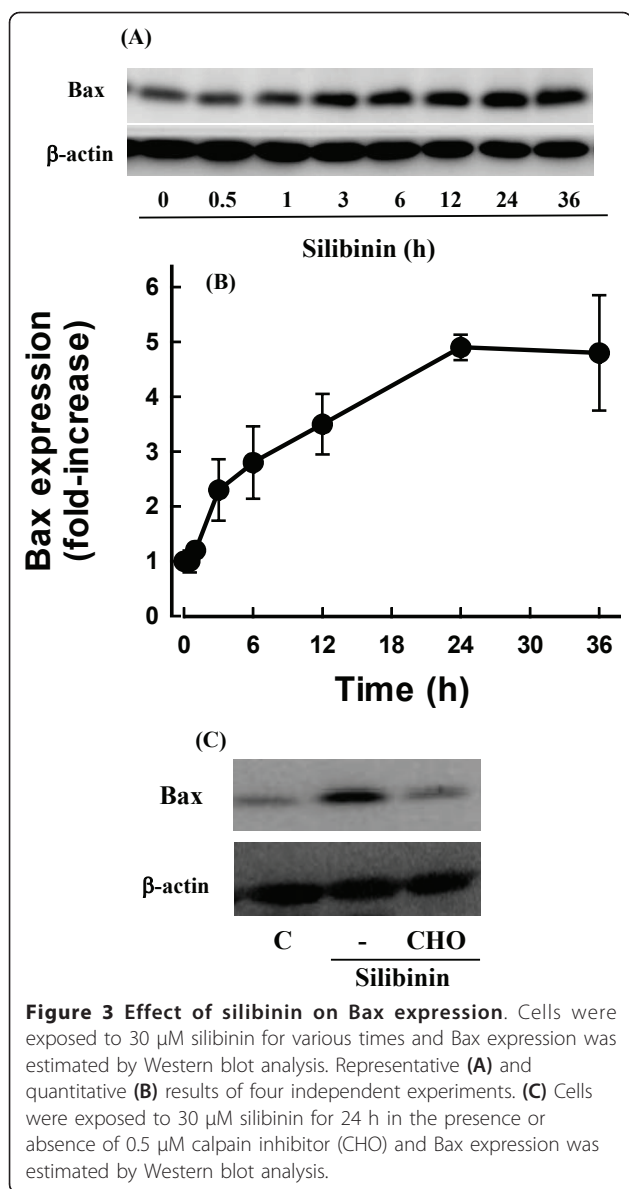 (A)
Bax
β-actin
0 0.5 1 3 6 12 24 36
Silibinin (h)
(B)
Bax expression
(fold-increase)
6
5
4
3
2
1
0
0 6 12 18 24 30 36
Time (h)
(C)
Bax
β-actin
C - CHO
Silibinin
Figure 3 Effect of silibinin on Bax expression. Cells were
exposed to 30 μM silibinin for various times and Bax expression was
estimated by Western blot analysis. Representative (A) and
quantitative (B) results of four independent experiments. (C) Cells
were exposed to 30 μM silibinin for 24 h in the presence or
absence of 0.5 μM calpain inhibitor (CHO) and Bax expression was
estimated by Western blot analysis.